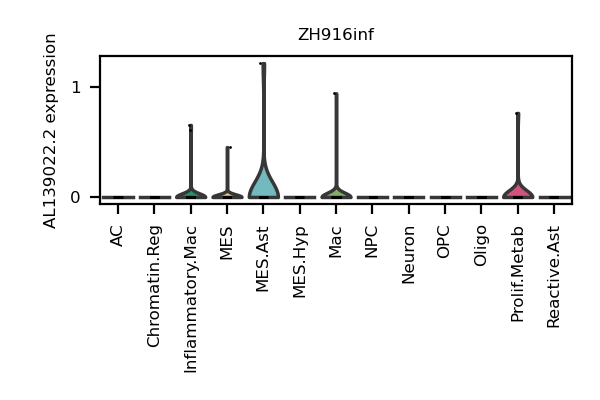 ZH916inf
AL139022.2 expression
1
0
AC
Chromatin.Reg
Inflammatory.Mac
MES
MES.Ast
MES.Hyp
Mac
NPC
Neuron
OPC
Oligo
Prolif.Metab
Reactive.Ast